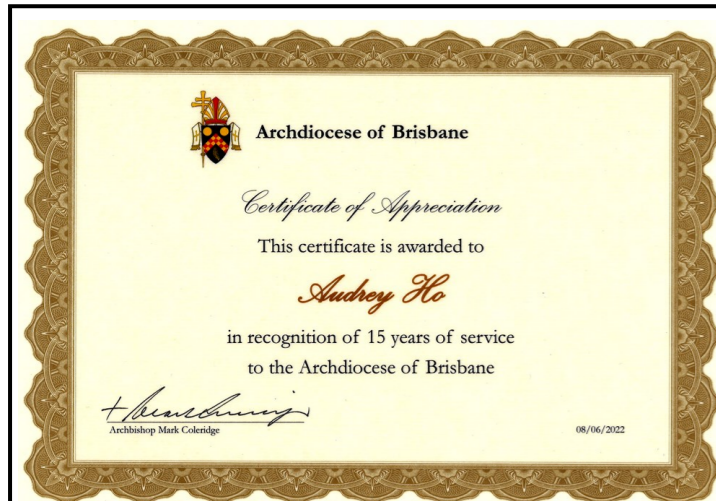 Archdiocese of Brisbane
Certificate of Appreciation
This certificate is awarded to
Audrey Ho
in recognition of 15 years of service
to the Archdiocese of Brisbane
Archbishop Mark Coleridge
08/06/2022